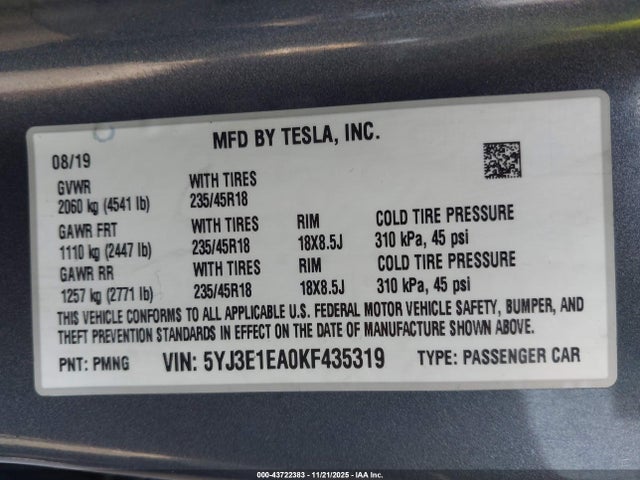 MFD BY TESLA, INC.
08/19
GVWR WITH TIRES
2060 kg (4541 lb) 235/45R18
GAWR FRT WITH TIRES RIM COLD TIRE PRESSURE
1110 kg (2447 lb) 235/45R18 18X8.5J 310 kPa, 45 psi
GAWR RR WITH TIRES RIM COLD TIRE PRESSURE
1257 kg (2771 lb) 235/45R18 18X8.5J 310 kPa, 45 psi
THIS VEHICLE CONFORMS TO ALL APPLICABLE U.S. FEDERAL MOTOR VEHICLE SAFETY, BUMPER, AND
THEFT PREVENTION STANDARDS IN EFFECT ON THE DATE OF MANUFACTURE SHOWN ABOVE.
PNT: PMNG VIN: 5YJ3E1EA0KF435319 TYPE: PASSENGER CAR
000-43722383 - 11/21/2025 - IAA Inc.